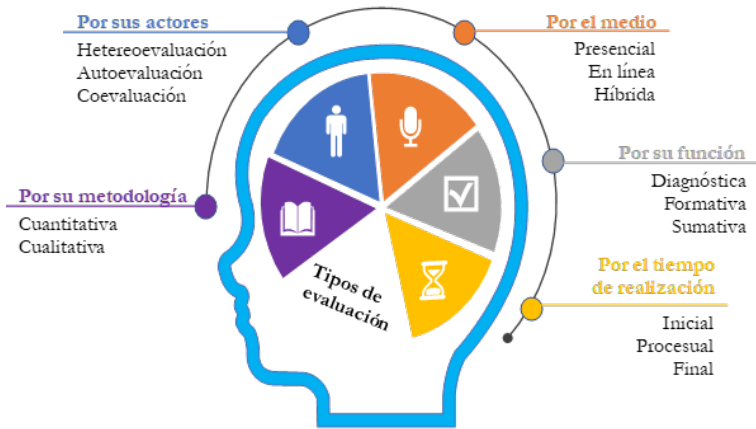 Por sus actores
Hetereoevaluación
Autoevaluación
Coevaluación
Por el medio
Presencial
En línea
Híbrida
Por su metodología
Cuantitativa
Cualitativa
Por su función
Diagnóstica
Formativa
Sumativa
Por el tiempo
de realización
Inicial
Procesual
Final
Tipos de
evaluación